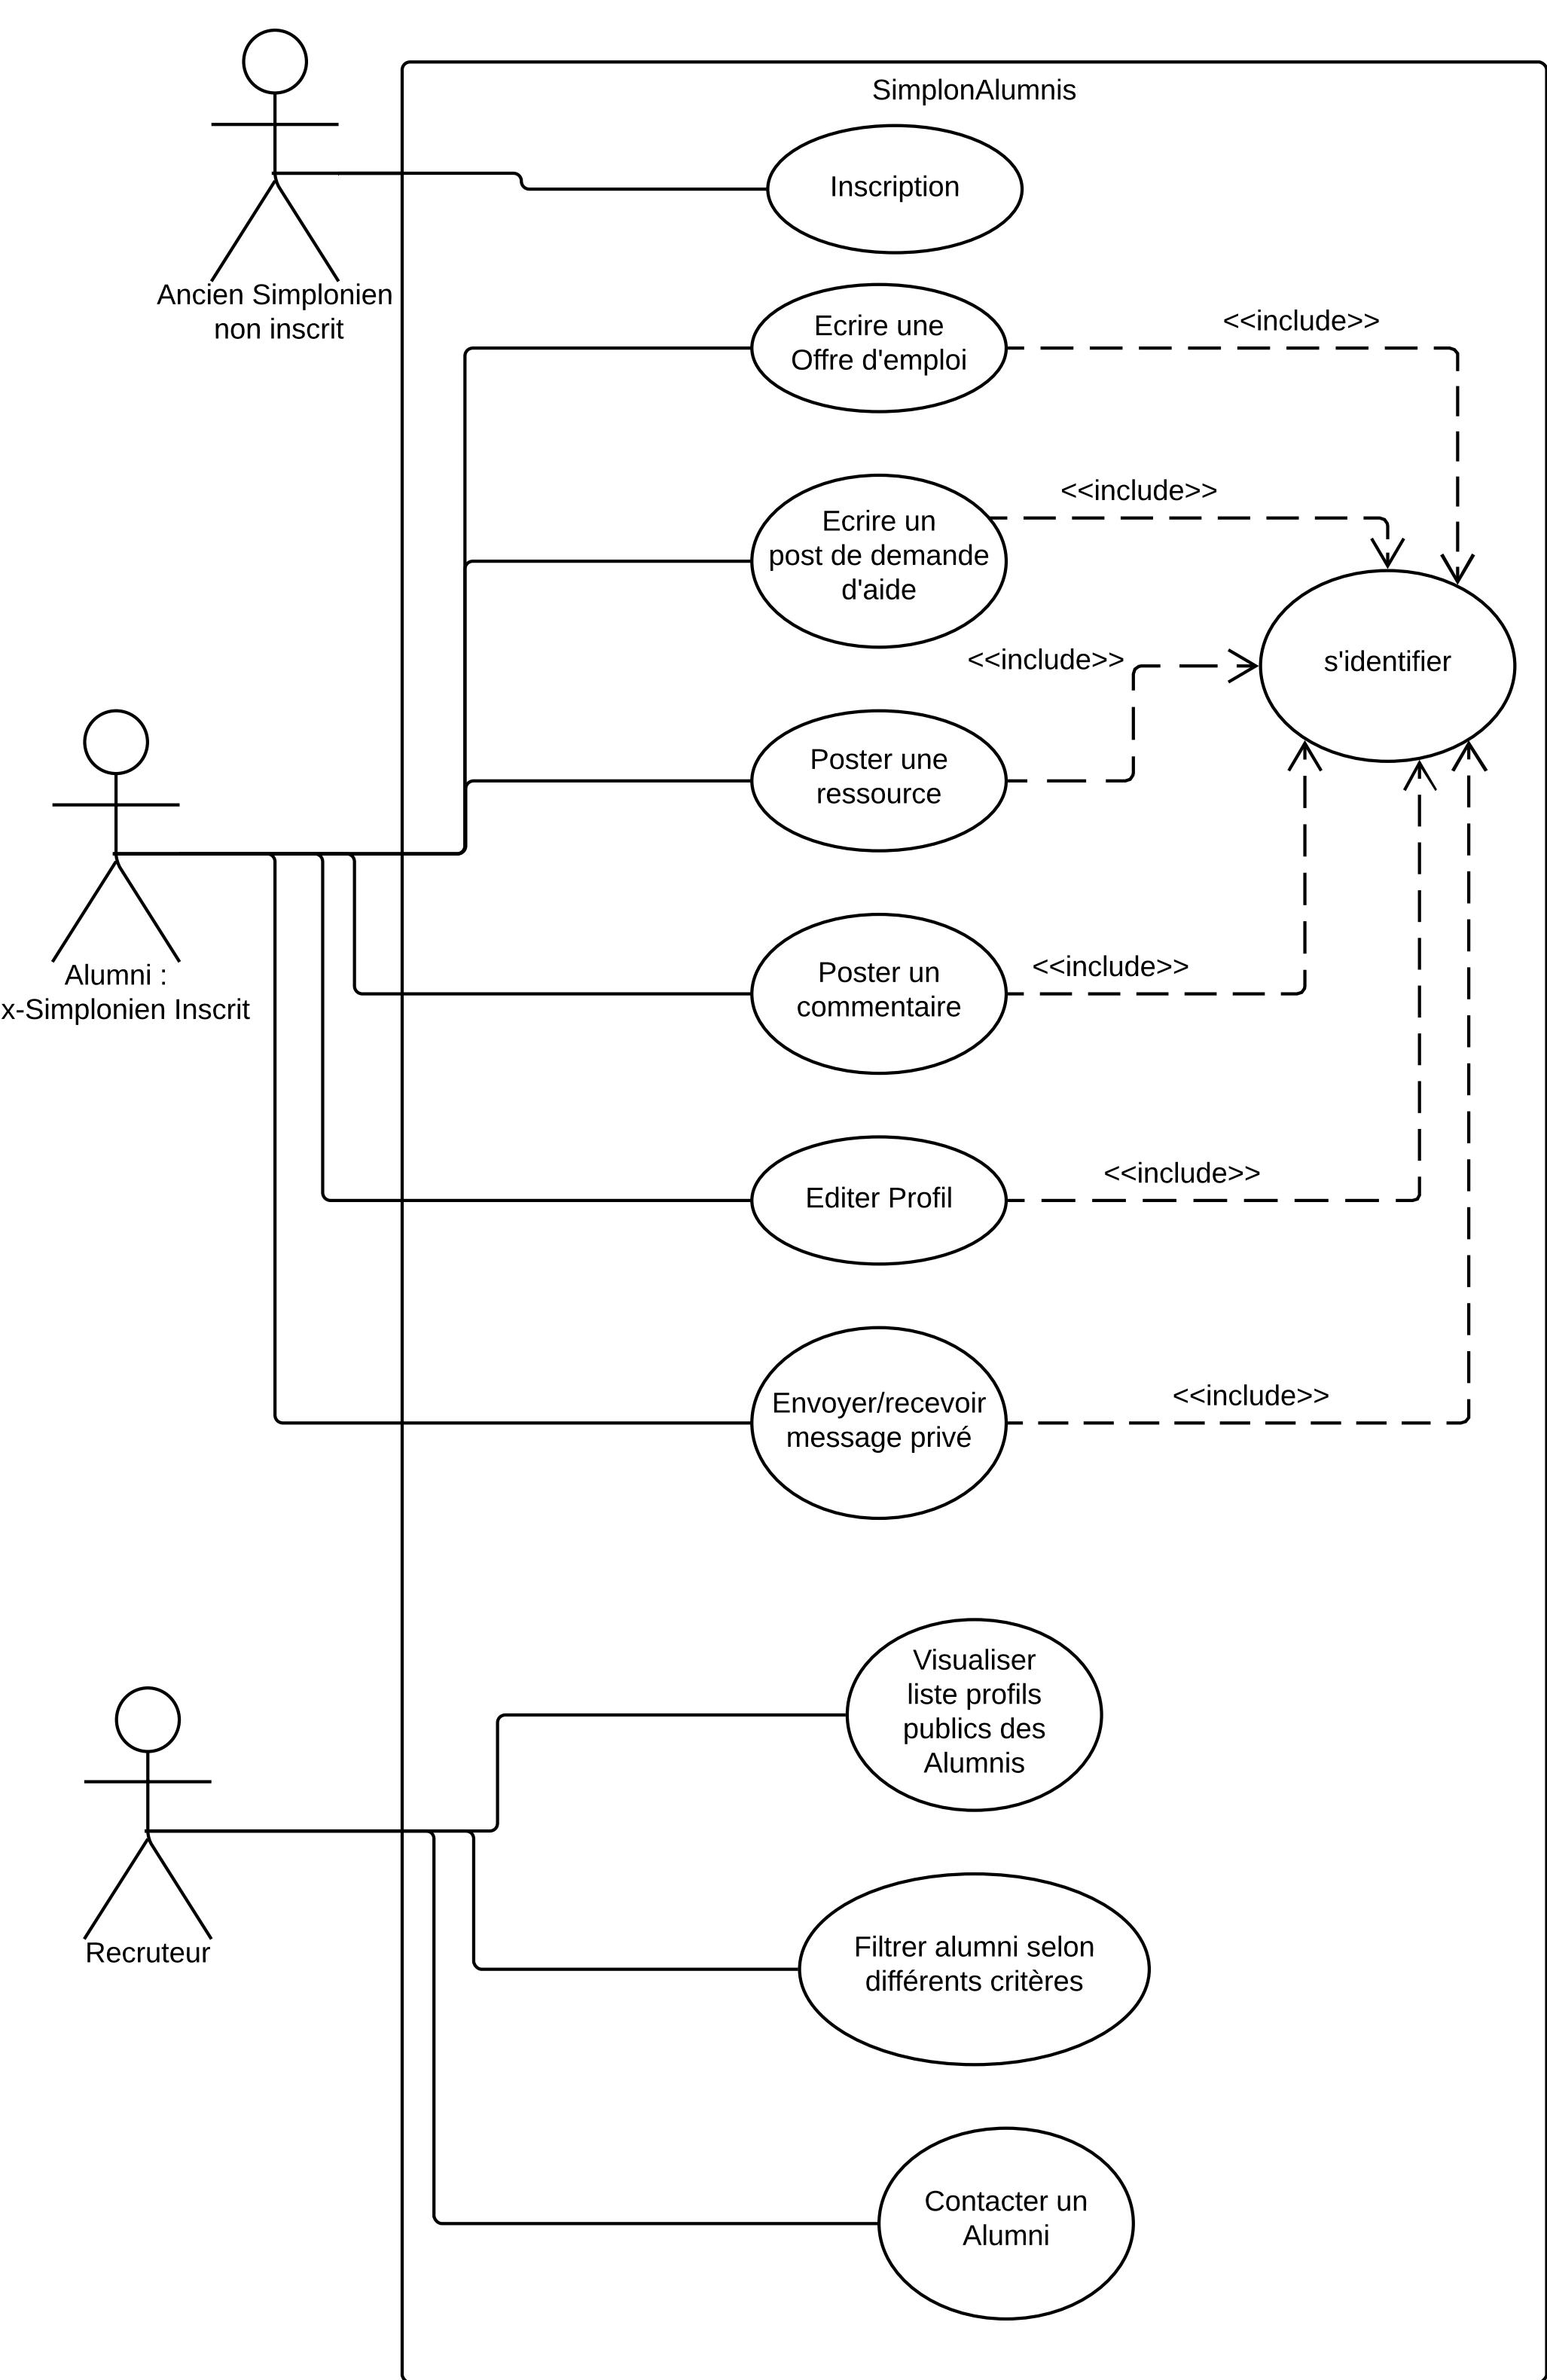 SimplonAlumnis
Inscription
Ancien Simplonien
non inscrit
Ecrire une
Offre d'emploi
<<include>>
Ecrire un
post de demande
d'aide
<<include>>
<<include>>
s'identifier
Poster une
ressource
Alumni :
x-Simplonien Inscrit
Poster un
commentaire
<<include>>
Editer Profil
<<include>>
Envoyer/recevoir
message privé
<<include>>
Visualiser
liste profils
publics des
Alumnis
Recruteur
Filtrer alumni selon
différents critères
Contacter un
Alumni